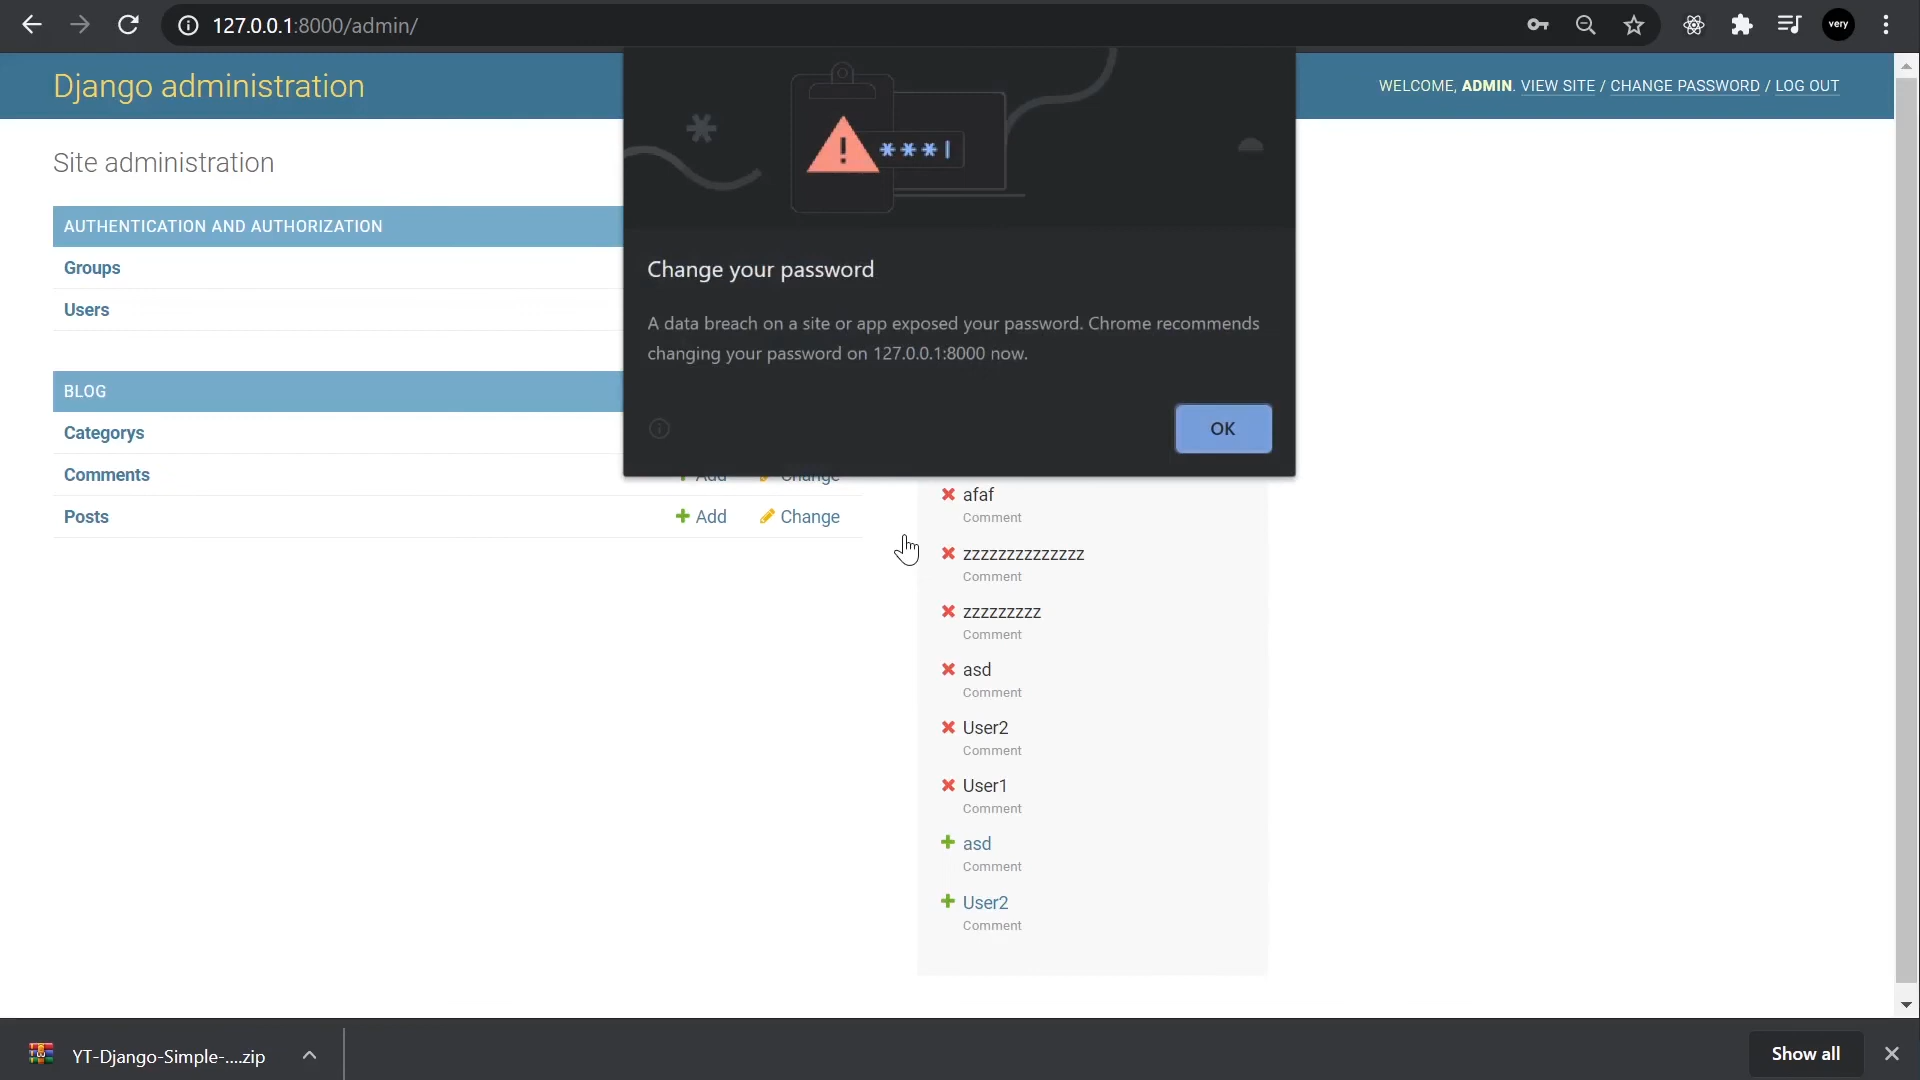 127.0.0.1:8000/admin/
very
Django administration
WELCOME, ADMIN. VIEW SITE / CHANGE PASSWORD / LOG OUT
Site administration
AUTHENTICATION AND AUTHORIZATION
Groups
Users
BLOG
Categorys
Comments
Add Change
Posts
Add Change
***|
Change your password
A data breach on a site or app exposed your password. Chrome recommends
changing your password on 127.0.0.1:8000 now.
OK
afaf
Comment
zzzzzzzzzzzzzz
Comment
zzzzzzzzz
Comment
asd
Comment
User2
Comment
User1
Comment
asd
Comment
User2
Comment
YT-Django-Simple-....zip
Show all